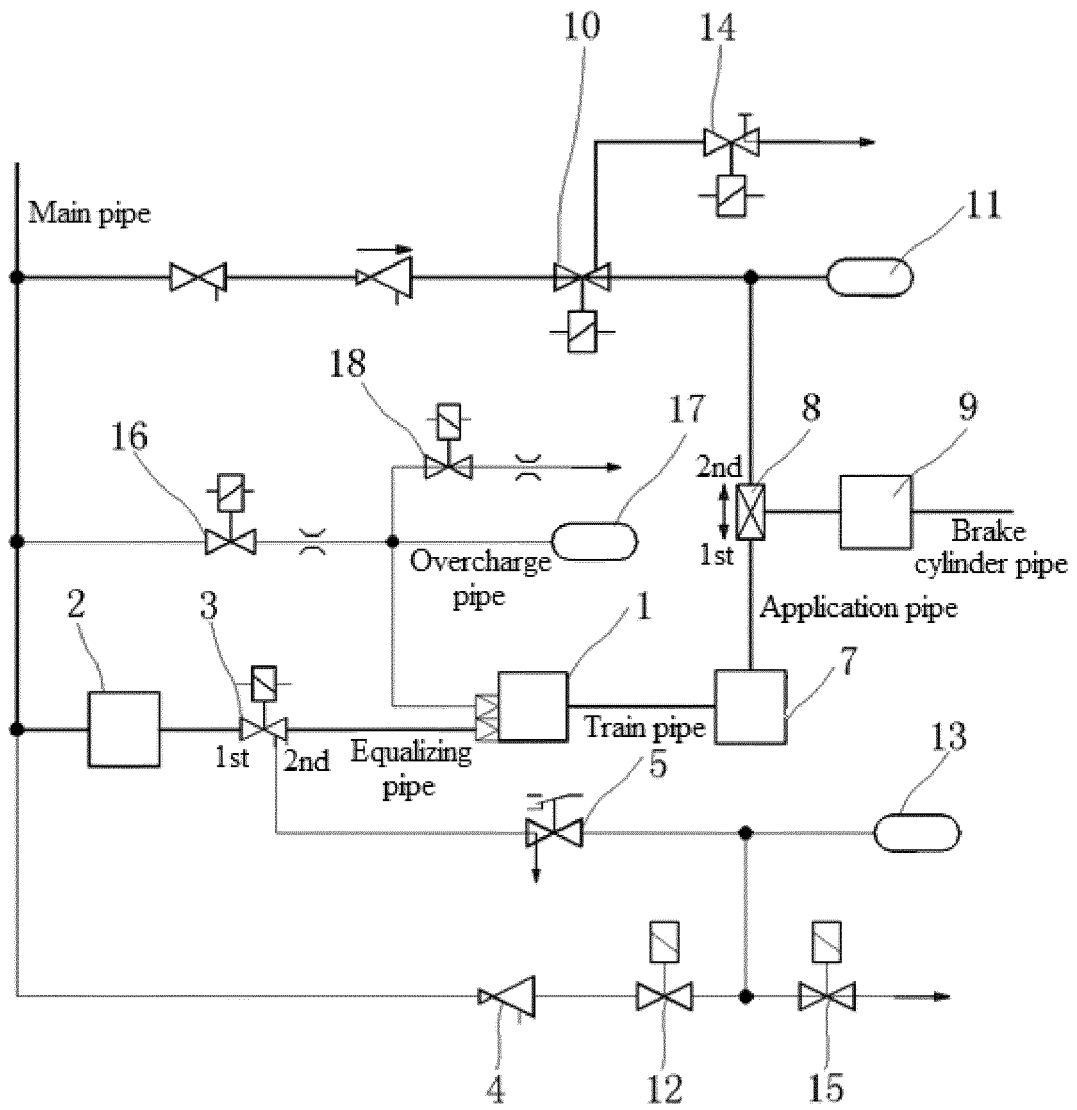 10
14
Main pipe
11
18
16
17
8
9
2nd
1st
Brake
cylinder pipe
Overcharge
pipe
Application pipe
2
3
1
7
1st
2nd
Equalizing
pipe
Train pipe
5
13
4
12
15